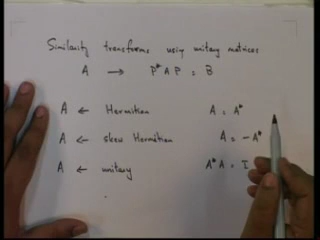 Similarity transforms using unitary matrices
A → P* A P = B
A ← Hermitian A = A*
A ← skew Hermitian A = -A*
A ← unitary A* A = I